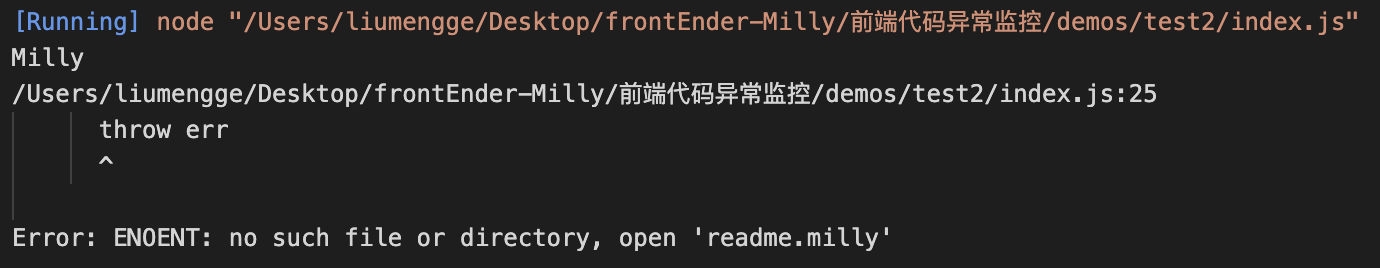 [Running] node "/Users/liumengge/Desktop/frontEnder-Milly/前端代码异常监控/demos/test2/index.js"
Milly
/Users/liumengge/Desktop/frontEnder-Milly/前端代码异常监控/demos/test2/index.js:25
throw err
^
Error: ENOENT: no such file or directory, open 'readme.milly'